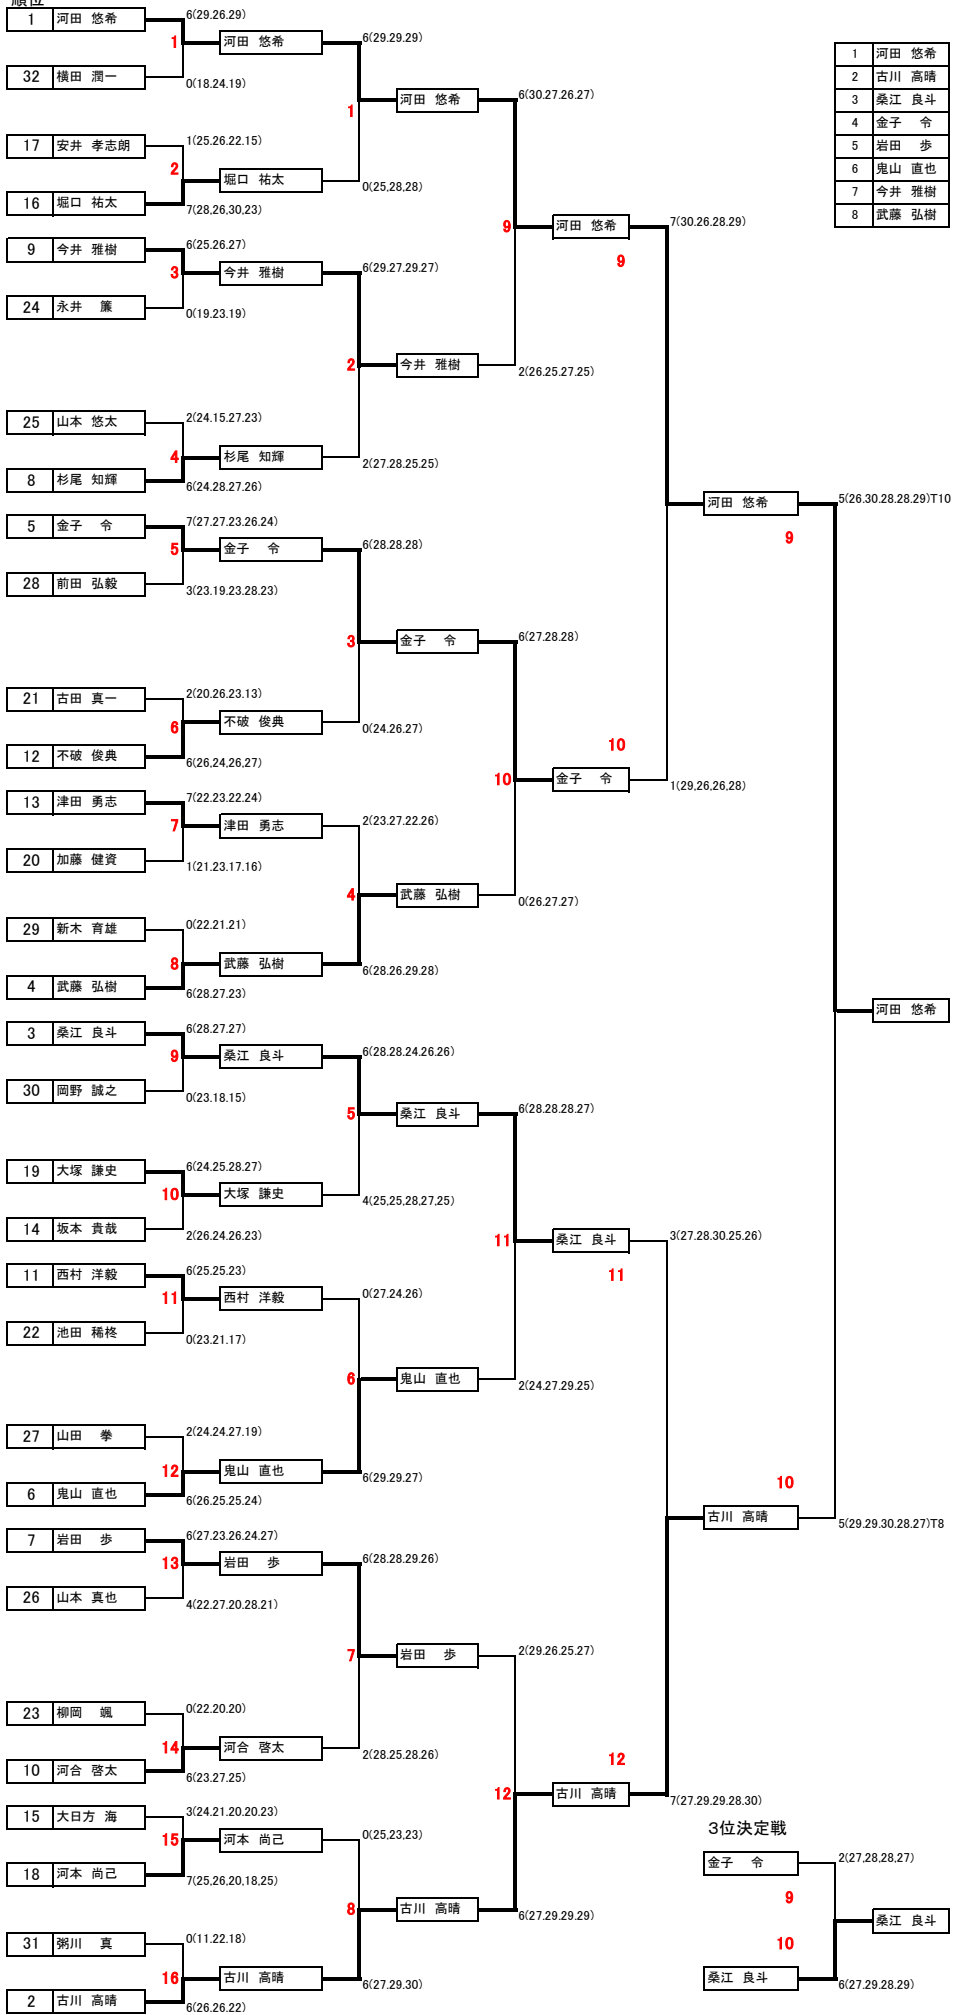 順位
1 河田 悠希 6(29.26.29)
1 河田 悠希 6(29.29.29)
32 横田 潤一 0(18.24.19)
1 河田 悠希 6(30.27.26.27)
17 安井 孝志朗 1(25.26.22.15)
2 堀口 祐太 0(25,28,28)
16 堀口 祐太 7(28,26,30,23)
9 河田 悠希 7(30.26.28.29)
9
9 今井 雅樹 6(25.26.27)
3 今井 雅樹 6(29.27.29.27)
24 永井 簾 0(19.23.19)
2 今井 雅樹 2(26.25.27.25)
25 山本 悠太 2(24.15.27.23)
4 杉尾 知輝 2(27.28.25.25)
8 杉尾 知輝 6(24.28.27.26)
河田 悠希 5(26.30.28.28.29)T10
9
5 金子 令 7(27.27.23.26.24)
5 金子 令 6(28.28.28)
28 前田 弘毅 3(23.19.23.28.23)
3 金子 令 6(27.28.28)
21 古田 真一 2(20.26.23.13)
6 不破 俊典 0(24.26.27)
12 不破 俊典 6(26,24,26,27)
10
10 金子 令 1(29,26,26,28)
13 津田 勇志 7(22.23.22.24)
7 津田 勇志 2(23.27.22.26)
20 加藤 健資 1(21.23.17.16)
4 武藤 弘樹 0(26.27.27)
29 新木 育雄 0(22.21.21)
8 武藤 弘樹 6(28.26.29.28)
4 武藤 弘樹 6(28.27.23)
河田 悠希
3 桑江 良斗 6(28.27.27)
9 桑江 良斗 6(28.28.24.26.26)
30 岡野 誠之 0(23.18.15)
5 桑江 良斗 6(28.28.28.27)
19 大塚 謙史 6(24.25.28.27)
10 大塚 謙史 4(25,25,28,27,25)
14 坂本 貴哉 2(26.24.26.23)
11 桑江 良斗 3(27.28.30.25.26)
11
11 西村 洋毅 6(25.25.23)
11 西村 洋毅 0(27.24.26)
22 池田 稀柊 0(23.21.17)
6 鬼山 直也 2(24.27.29.25)
27 山田 拳 2(24.24.27.19)
12 鬼山 直也 6(29.29.27)
6 鬼山 直也 6(26.25.25.24)
10
古川 高晴 5(29.29.30.28.27)T8
7 岩田 歩 6(27.23.26.24.27)
13 岩田 歩 6(28.28.29.26)
26 山本 真也 4(22.27.20.28.21)
7 岩田 歩 2(29.26.25.27)
23 柳岡 颯 0(22.20.20)
14 河合 啓太 2(28.25.28.26)
10 河合 啓太 6(23.27.25)
12
12 古川 高晴 7(27.29.29.28.30)
15 大日方 海 3(24.21.20.20.23)
15 河本 尚己 0(25,23,23)
18 河本 尚己 7(25,26,20,18,25)
8 古川 高晴 6(27.29.29.29)
31 粥川 真 0(11.22.18)
16 古川 高晴 6(27.29.30)
2 古川 高晴 6(26.26.22)
3位決定戦
金子 令 2(27,28,28,27)
9
桑江 良斗
10
桑江 良斗 6(27.29.28.29)
1 河田 悠希
2 古川 高晴
3 桑江 良斗
4 金子 令
5 岩田 歩
6 鬼山 直也
7 今井 雅樹
8 武藤 弘樹